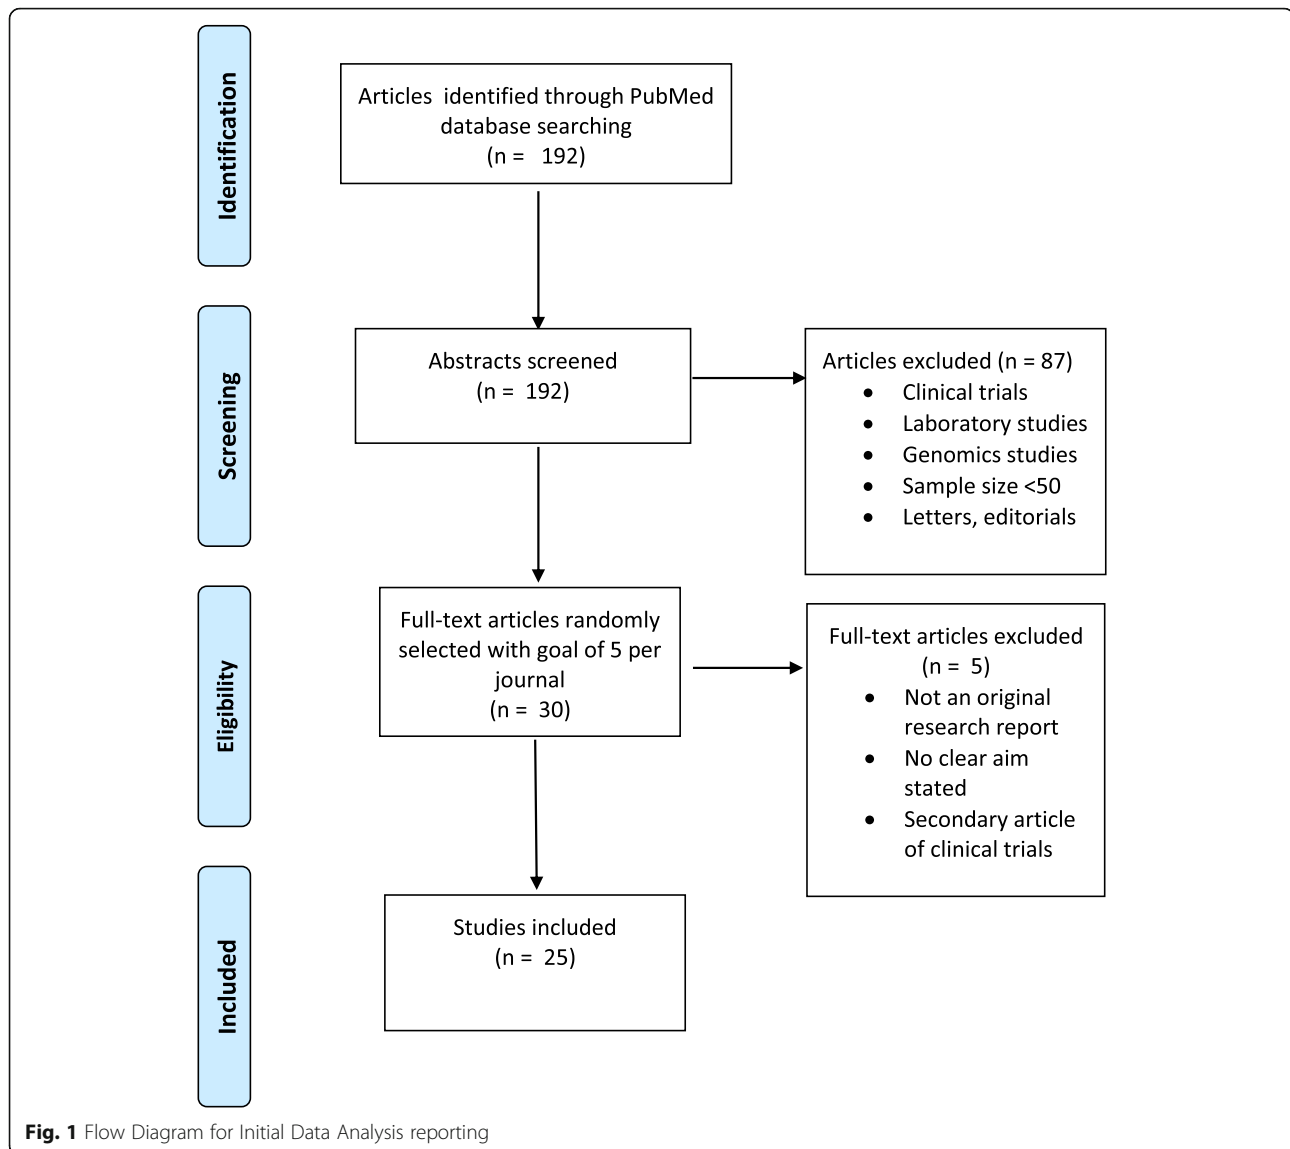 Identification
Articles identified through PubMed
database searching
(n = 192)
Screening
Abstracts screened
(n = 192)
Articles excluded (n = 87)
• Clinical trials
• Laboratory studies
• Genomics studies
• Sample size <50
• Letters, editorials
Eligibility
Full-text articles randomly
selected with goal of 5 per
journal
(n = 30)
Full-text articles excluded
(n = 5)
• Not an original
research report
• No clear aim
stated
• Secondary article
of clinical trials
Included
Studies included
(n = 25)
Fig. 1 Flow Diagram for Initial Data Analysis reporting